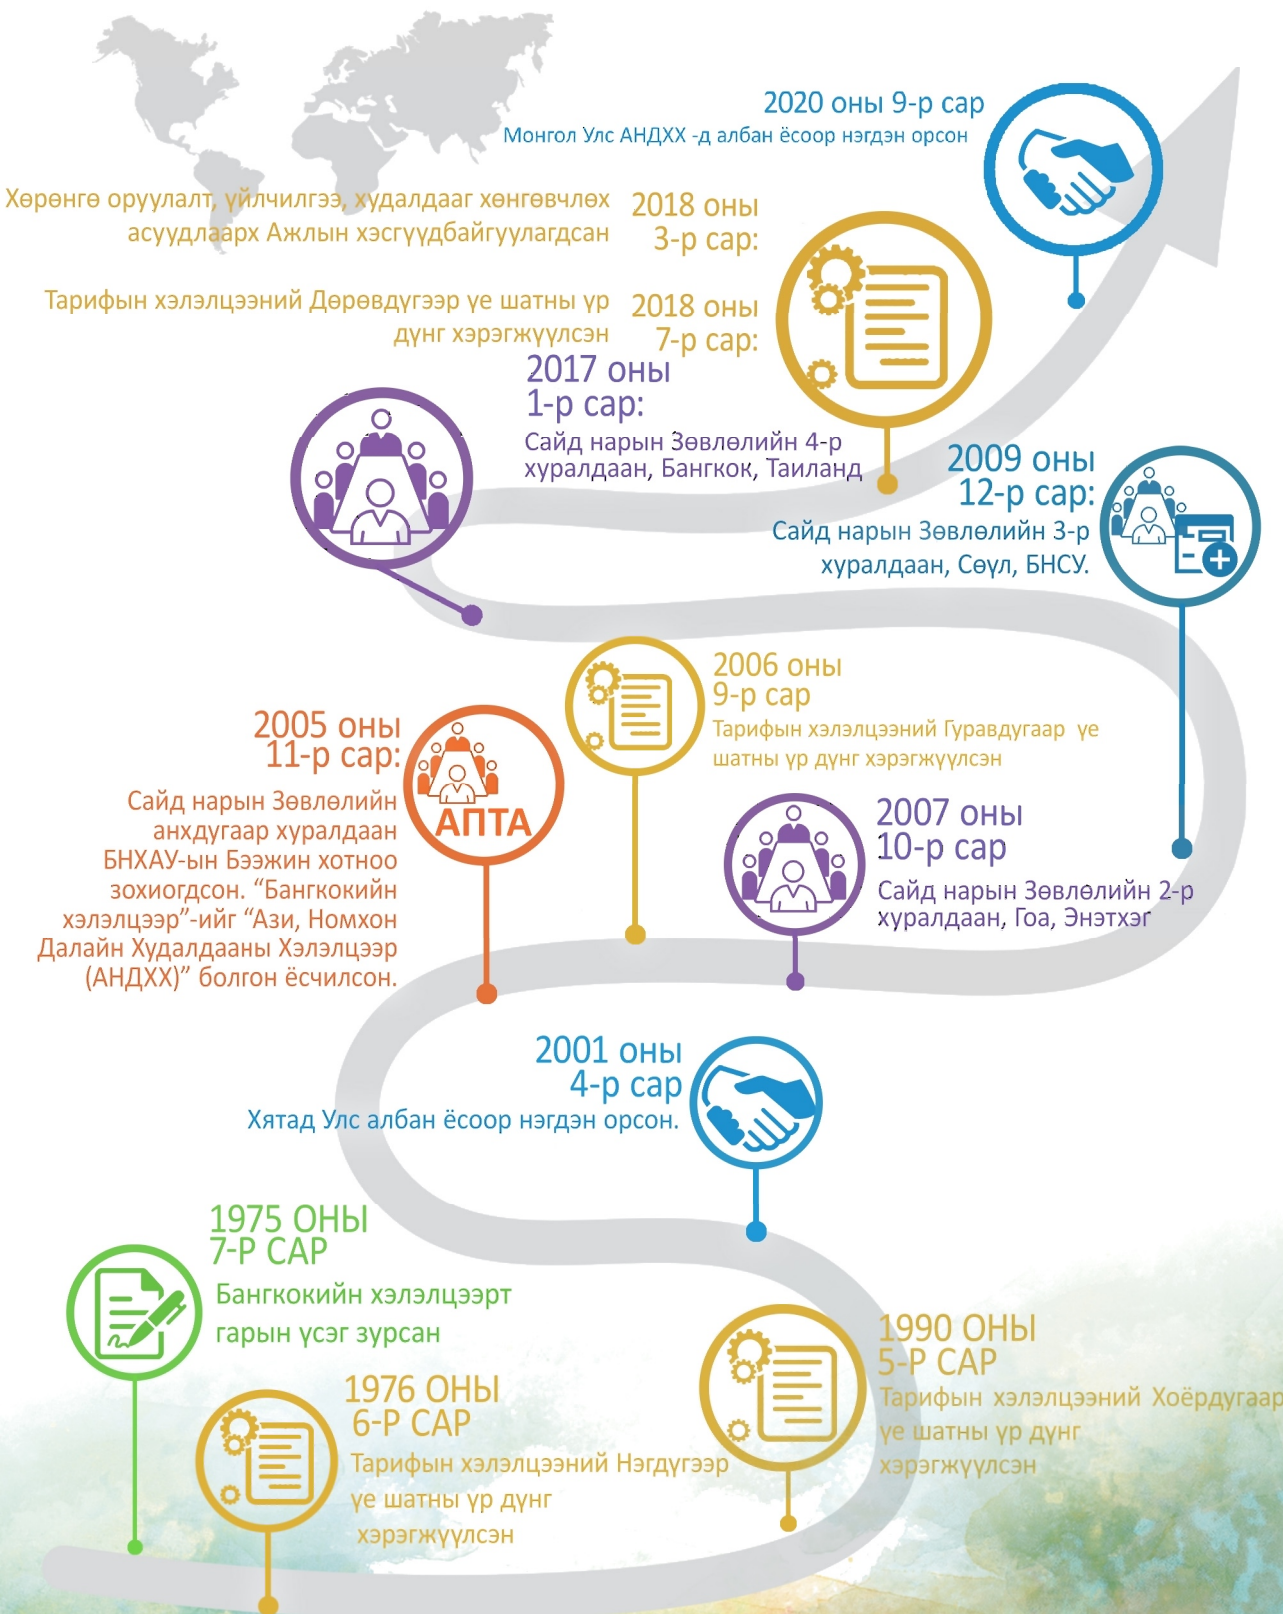 2020 оны 9-р сар
Монгол Улс АНДХХ -д албан ёсоор нэгдэн орсон
Хөрөнгө оруулалт, үйлчилгээ, худалдааг хөнгөвчлөх
асуудлаарх Ажлын хэсгүүдбайгуулагдсан
2018 оны
3-р сар:
Тарифын хэлэлцээний Дөрөвдүгээр үе шатны үр
дүнг хэрэгжүүлсэн
2018 оны
7-р сар:
2017 оны
1-р сар:
Сайд нарын Зөвлөлийн 4-р
хуралдаан, Бангкок, Таиланд
2009 оны
12-р сар:
Сайд нарын Зөвлөлийн 3-р
хуралдаан, Сөүл, БНСУ.
2006 оны
9-р сар
Тарифын хэлэлцээний Гуравдугаар үе
шатны үр дүнг хэрэгжүүлсэн
2005 оны
11-р сар:
Сайд нарын Зөвлөлийн
анхдугаар хуралдаан
БНХАУ-ын Бээжин хотноо
зохиогдсон. “Бангкокийн
хэлэлцээр”-ийг “Ази, Номхон
Далайн Худалдааны Хэлэлцээр
(АНДХХ)” болгон ёсчилсон.
АПТА
2007 оны
10-р сар
Сайд нарын Зөвлөлийн 2-р
хуралдаан, Гоа, Энэтхэг
2001 оны
4-р сар
Хятад Улс албан ёсоор нэгдэн орсон.
1975 ОНЫ
7-Р САР
Бангкокийн хэлэлцээрт
гарын үсэг зурсан
1990 ОНЫ
5-Р САР
Тарифын хэлэлцээний Хоёрдугаар
үе шатны үр дүнг
хэрэгжүүлсэн
1976 ОНЫ
6-Р САР
Тарифын хэлэлцээний Нэгдүгээр
үе шатны үр дүнг
хэрэгжүүлсэн